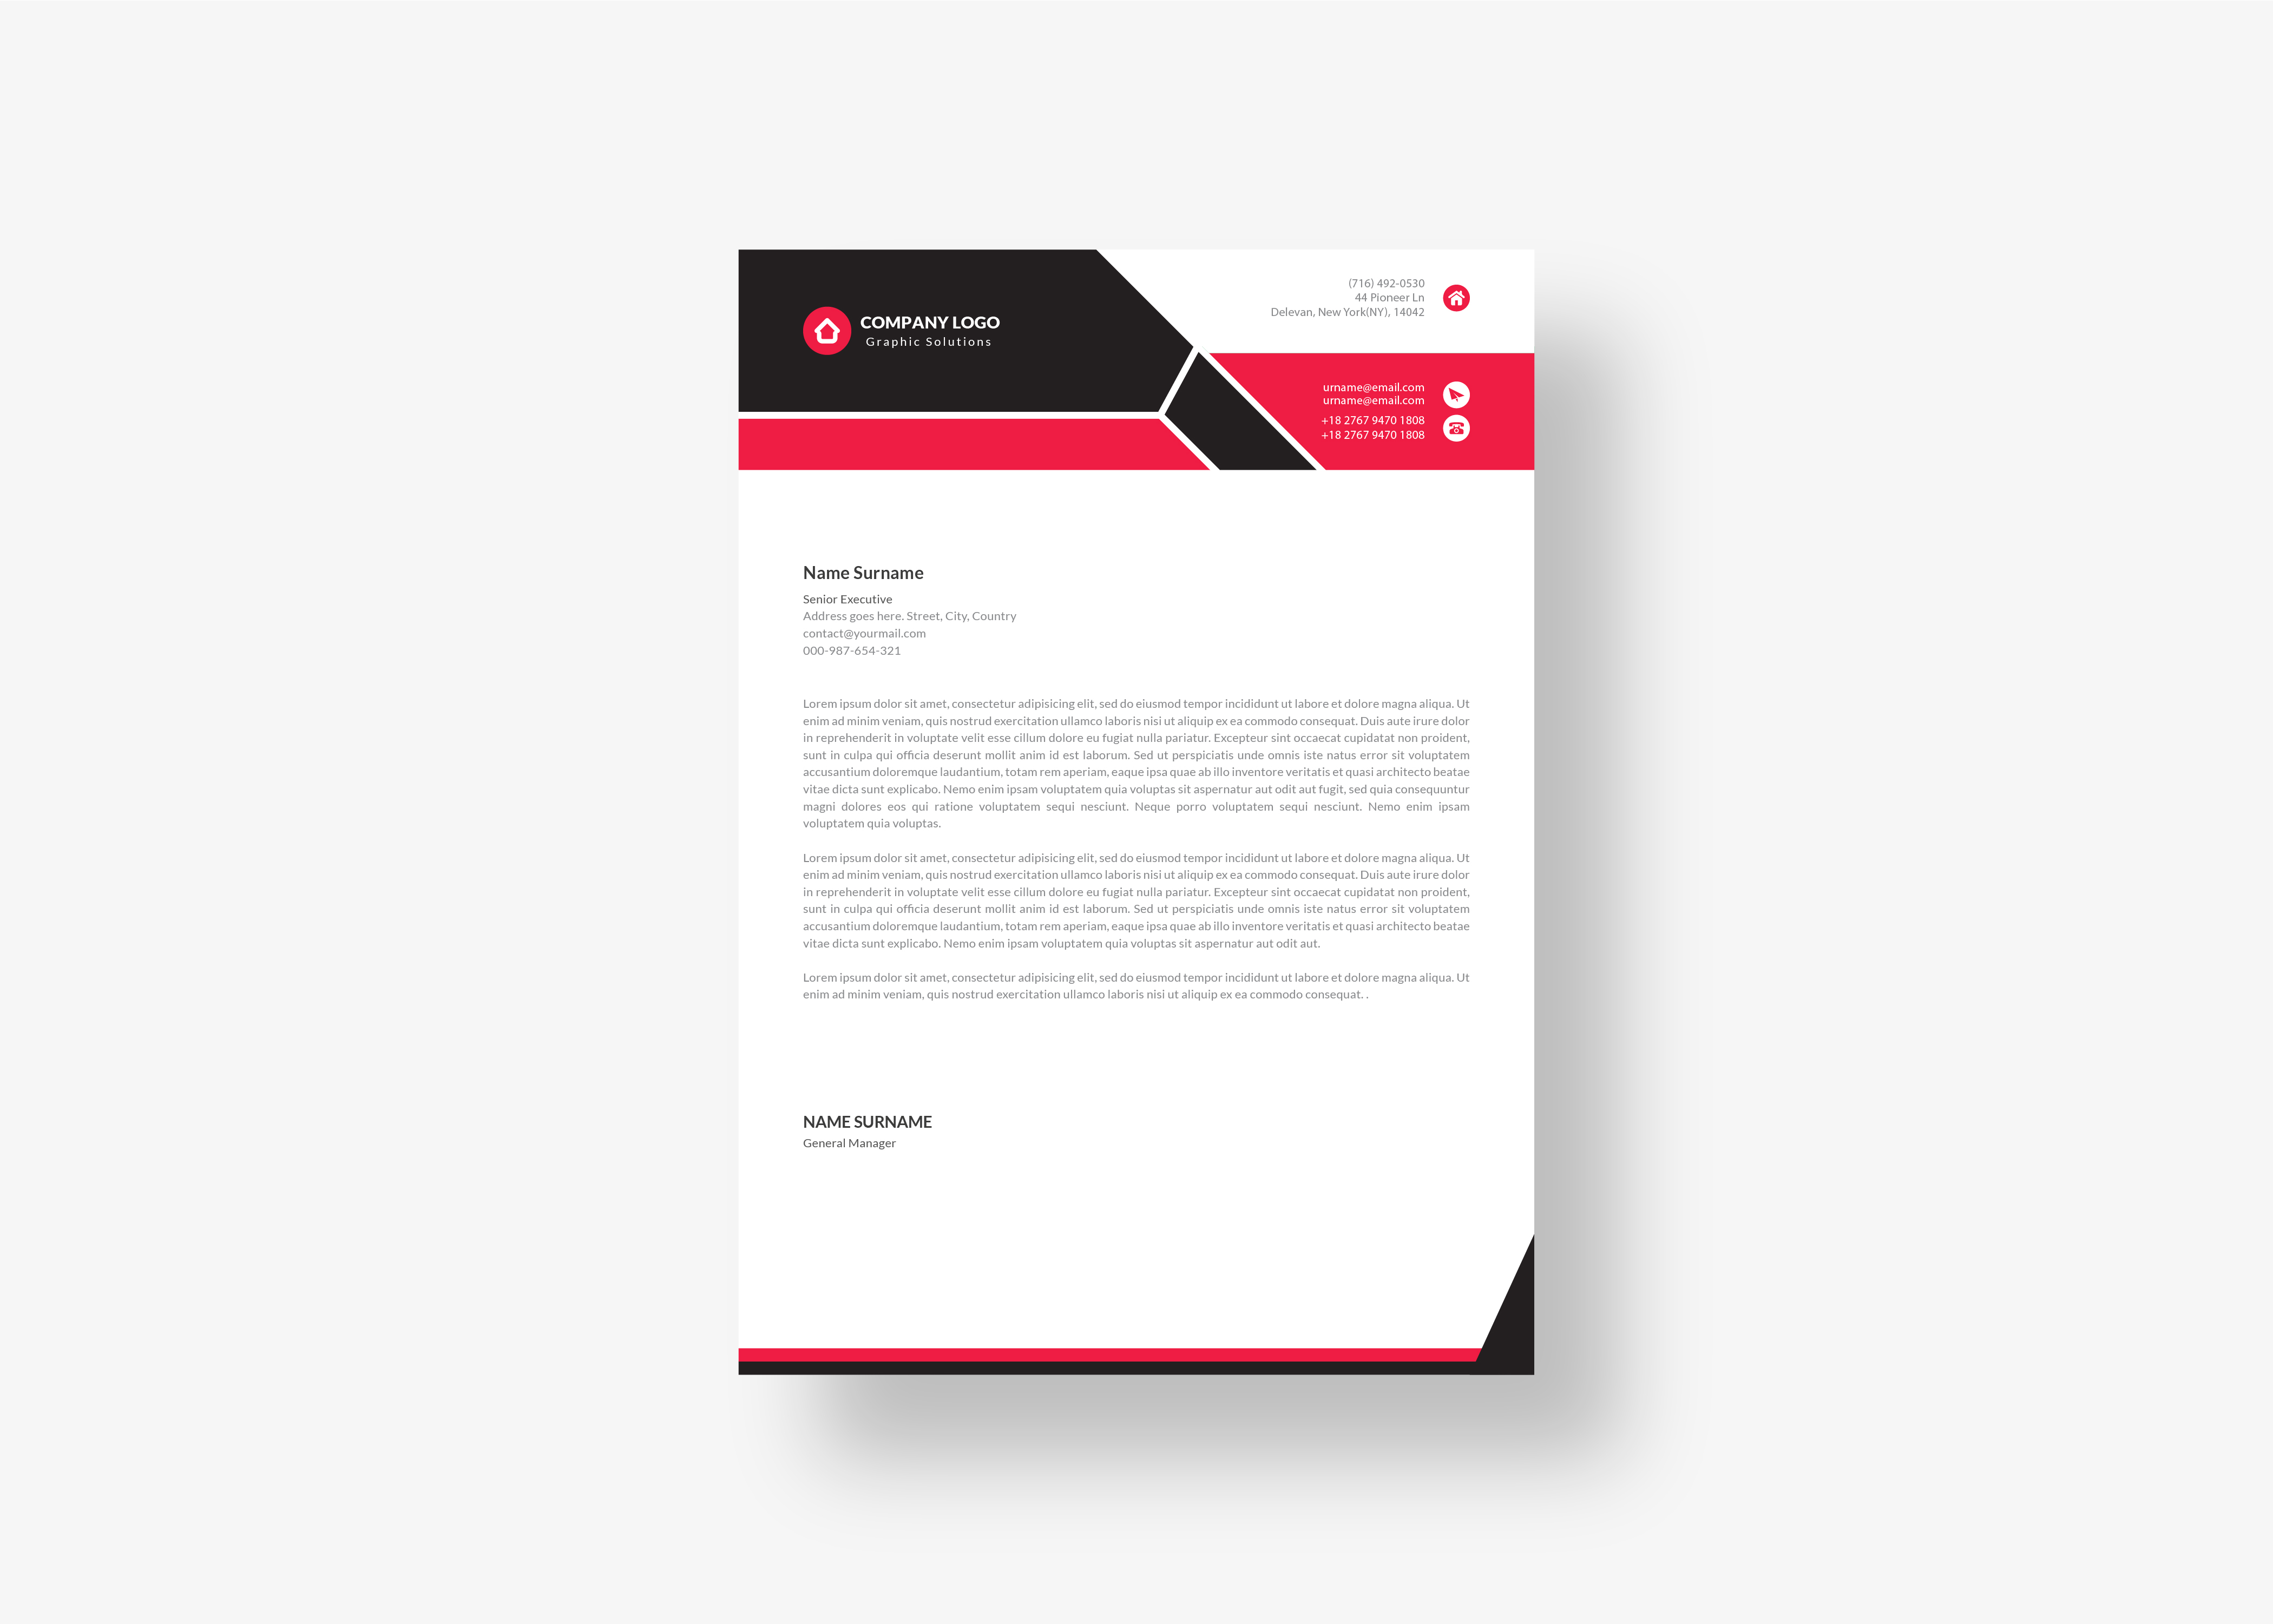 COMPANY LOGO
Graphic Solutions
(716) 492-0530
44 Pioneer Ln
Delevan, New York(NY), 14042
urname@email.com
urname@email.com
+18 2767 9470 1808
+18 2767 9470 1808
Name Surname
Senior Executive
Address goes here. Street, City, Country
contact@yourmail.com
000-987-654-321
Lorem ipsum dolor sit amet, consectetur adipisicing elit, sed do eiusmod tempor incididunt ut labore et dolore magna aliqua. Ut
enim ad minim veniam, quis nostrud exercitation ullamco laboris nisi ut aliquip ex ea commodo consequat. Duis aute irure dolor
in reprehenderit in voluptate velit esse cillum dolore eu fugiat nulla pariatur. Excepteur sint occaecat cupidatat non proident,
sunt in culpa qui officia deserunt mollit anim id est laborum. Sed ut perspiciatis unde omnis iste natus error sit voluptatem
accusantium doloremque laudantium, totam rem aperiam, eaque ipsa quae ab illo inventore veritatis et quasi architecto beatae
vitae dicta sunt explicabo. Nemo enim ipsam voluptatem quia voluptas sit aspernatur aut odit aut fugit, sed quia consequuntur
magni dolores eos qui ratione voluptatem sequi nesciunt. Neque porro voluptatem sequi nesciunt. Nemo enim ipsam
voluptatem quia voluptas.
Lorem ipsum dolor sit amet, consectetur adipisicing elit, sed do eiusmod tempor incididunt ut labore et dolore magna aliqua. Ut
enim ad minim veniam, quis nostrud exercitation ullamco laboris nisi ut aliquip ex ea commodo consequat. Duis aute irure dolor
in reprehenderit in voluptate velit esse cillum dolore eu fugiat nulla pariatur. Excepteur sint occaecat cupidatat non proident,
sunt in culpa qui officia deserunt mollit anim id est laborum. Sed ut perspiciatis unde omnis iste natus error sit voluptatem
accusantium doloremque laudantium, totam rem aperiam, eaque ipsa quae ab illo inventore veritatis et quasi architecto beatae
vitae dicta sunt explicabo. Nemo enim ipsam voluptatem quia voluptas sit aspernatur aut odit aut.
Lorem ipsum dolor sit amet, consectetur adipisicing elit, sed do eiusmod tempor incididunt ut labore et dolore magna aliqua. Ut
enim ad minim veniam, quis nostrud exercitation ullamco laboris nisi ut aliquip ex ea commodo consequat. .
NAME SURNAME
General Manager